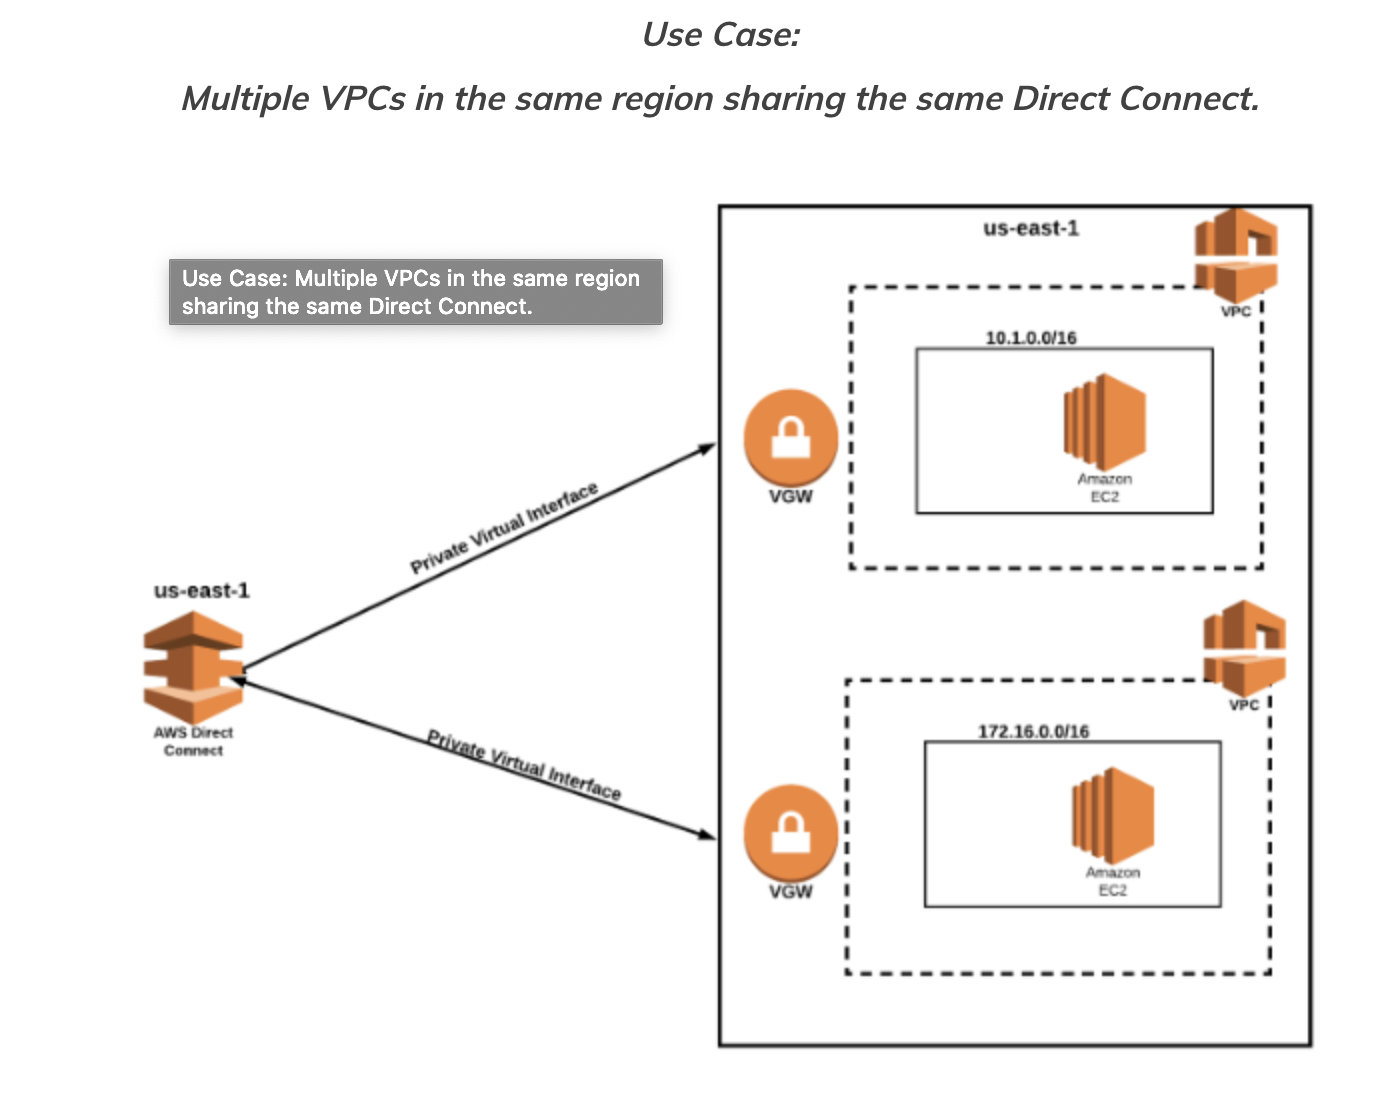 Use Case:
Multiple VPCs in the same region sharing the same Direct Connect.
us-east-1
VPC
Use Case: Multiple VPCs in the same region
sharing the same Direct Connect.
10.1.0.0/16
Amazon
EC2
VGW
Private Virtual Interface
us-east-1
AWS Direct
Connect
Private Virtual Interface
VPC
172.16.0.0/16
Amazon
EC2
VGW